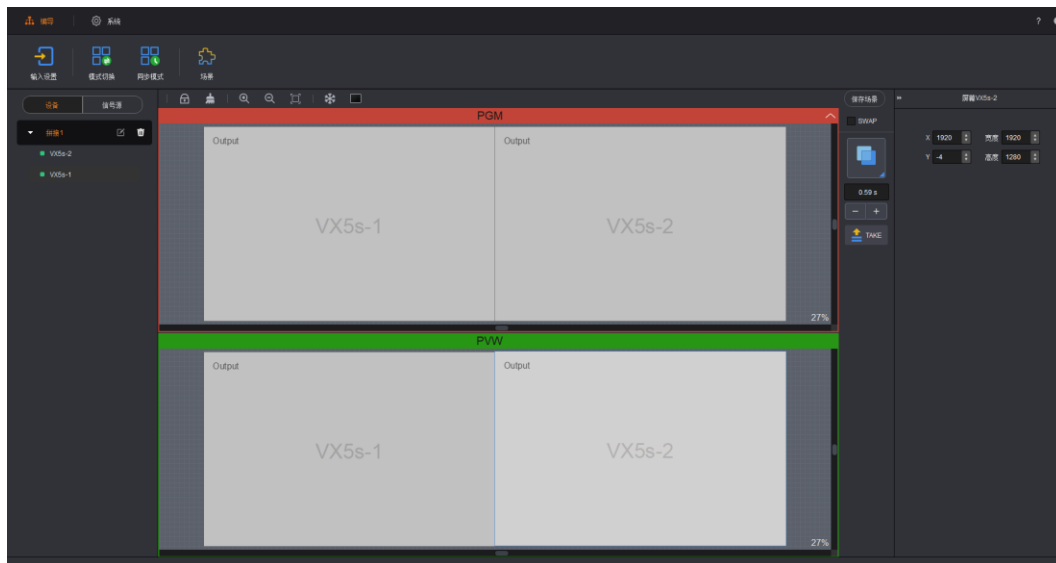 编导 系统 ?
输入设置 模式切换 同步模式 场景
设备 信号源
拼接1
VX5s-2
VX5s-1
PGM
Output Output
VX5s-1 VX5s-2
27%
PVW
Output Output
VX5s-1 VX5s-2
27%
保存场景
SWAP
0.59 s
− +
TAKE
屏幕VX5s-2
X 1920 宽度 1920
Y -4 高度 1280